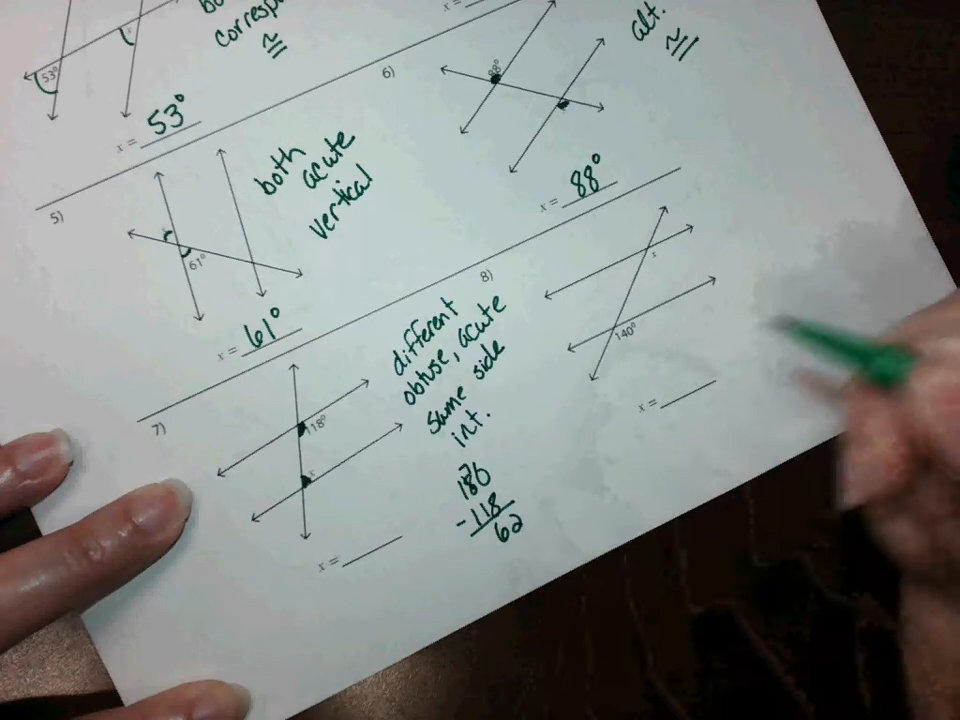 corresp
≅
53°
x = 53°
5)
both
acute
vertical
61°
x = 61°
6)
88°
alt.
≅
x = 88°
7)
118°
x
different
obtuse, acute
same side
int.
180
-118
62
x =
8)
x
140°
x =